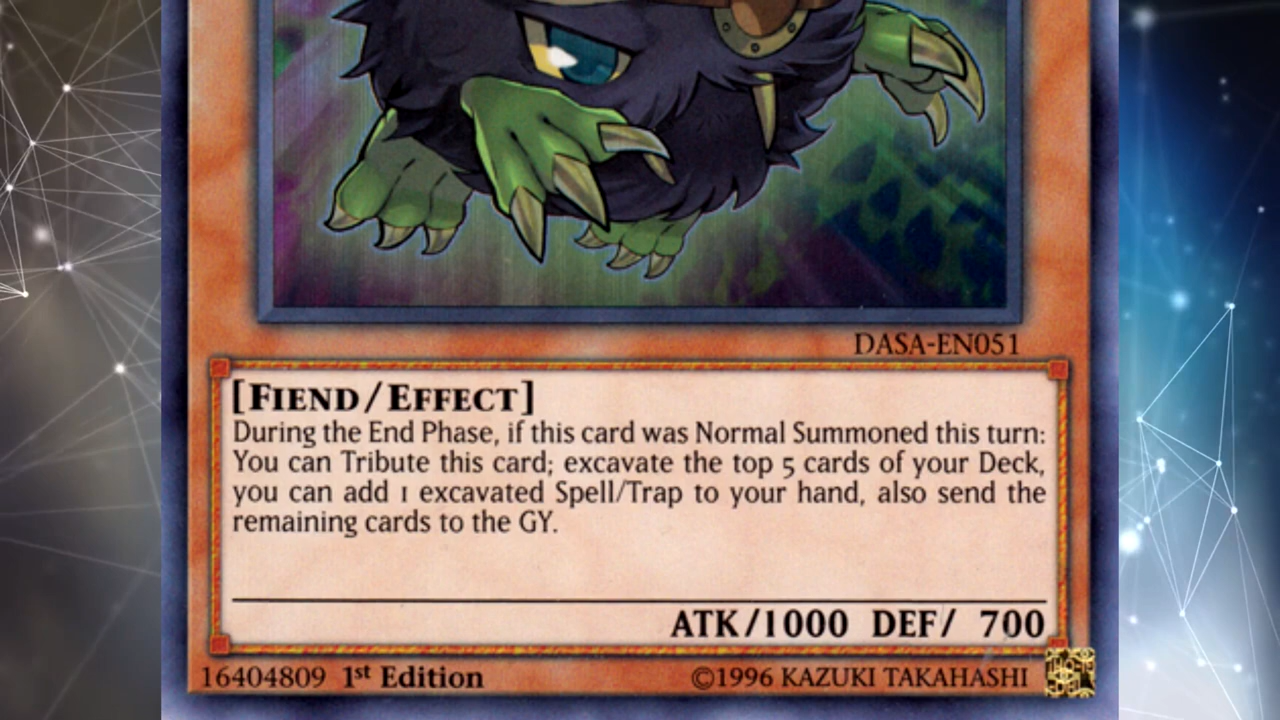 DASA-EN051
[FIEND/EFFECT]
During the End Phase, if this card was Normal Summoned this turn:
You can Tribute this card; excavate the top 5 cards of your Deck,
you can add 1 excavated Spell/Trap to your hand, also send the
remaining cards to the GY.
ATK/1000 DEF/ 700
16404809 1st Edition ©1996 KAZUKI TAKAHASHI